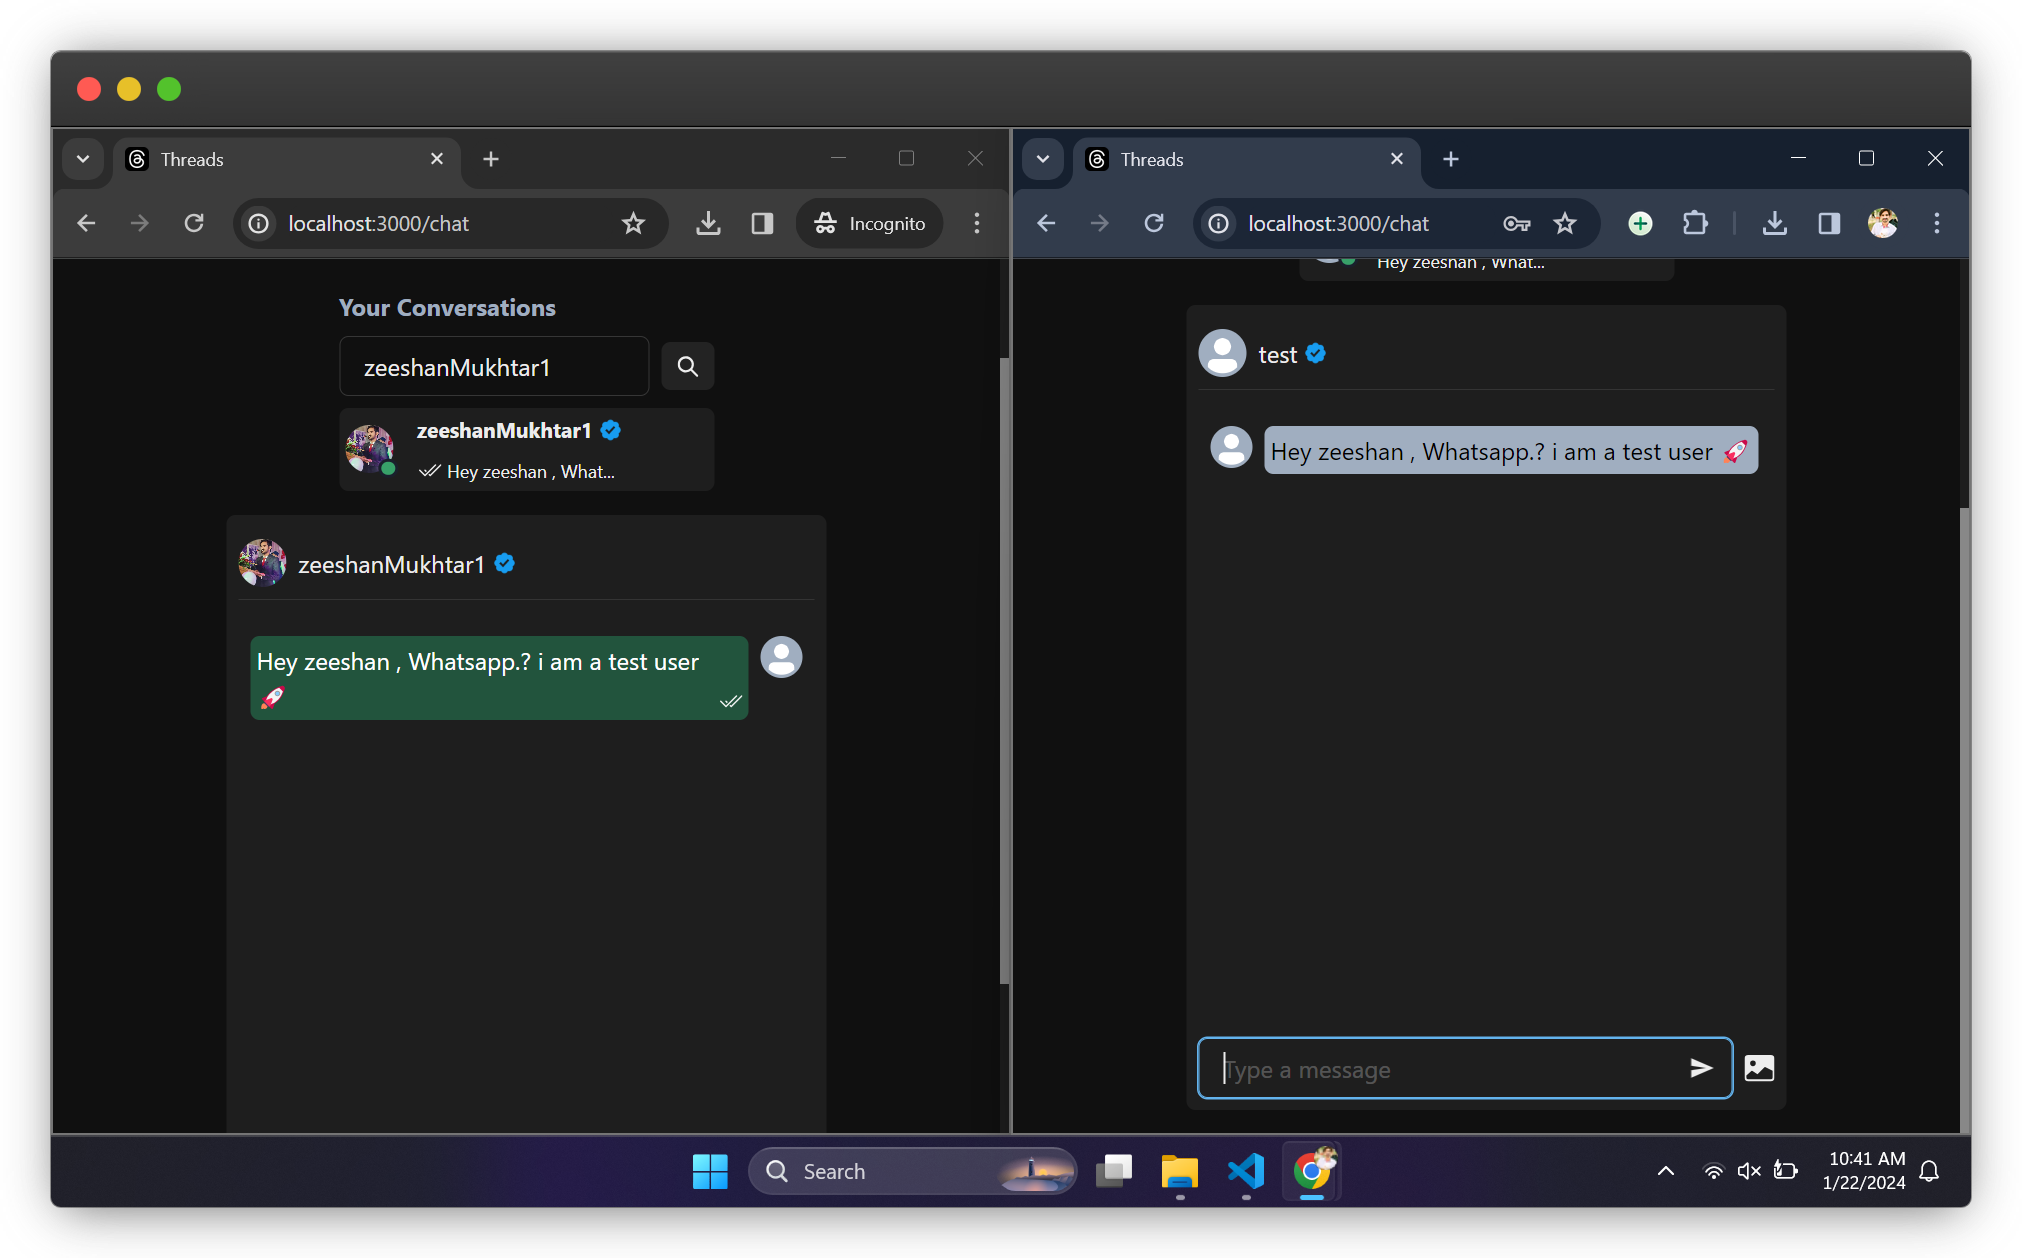 Threads
localhost:3000/chat
Incognito
Your Conversations
zeeshanMukhtar1
zeeshanMukhtar1
Hey zeeshan , What...
zeeshanMukhtar1
Hey zeeshan , Whatsapp.? i am a test user
🚀
Threads
localhost:3000/chat
Hey zeeshan , What...
test
Hey zeeshan , Whatsapp.? i am a test user 🚀
Type a message
Search
10:41 AM
1/22/2024